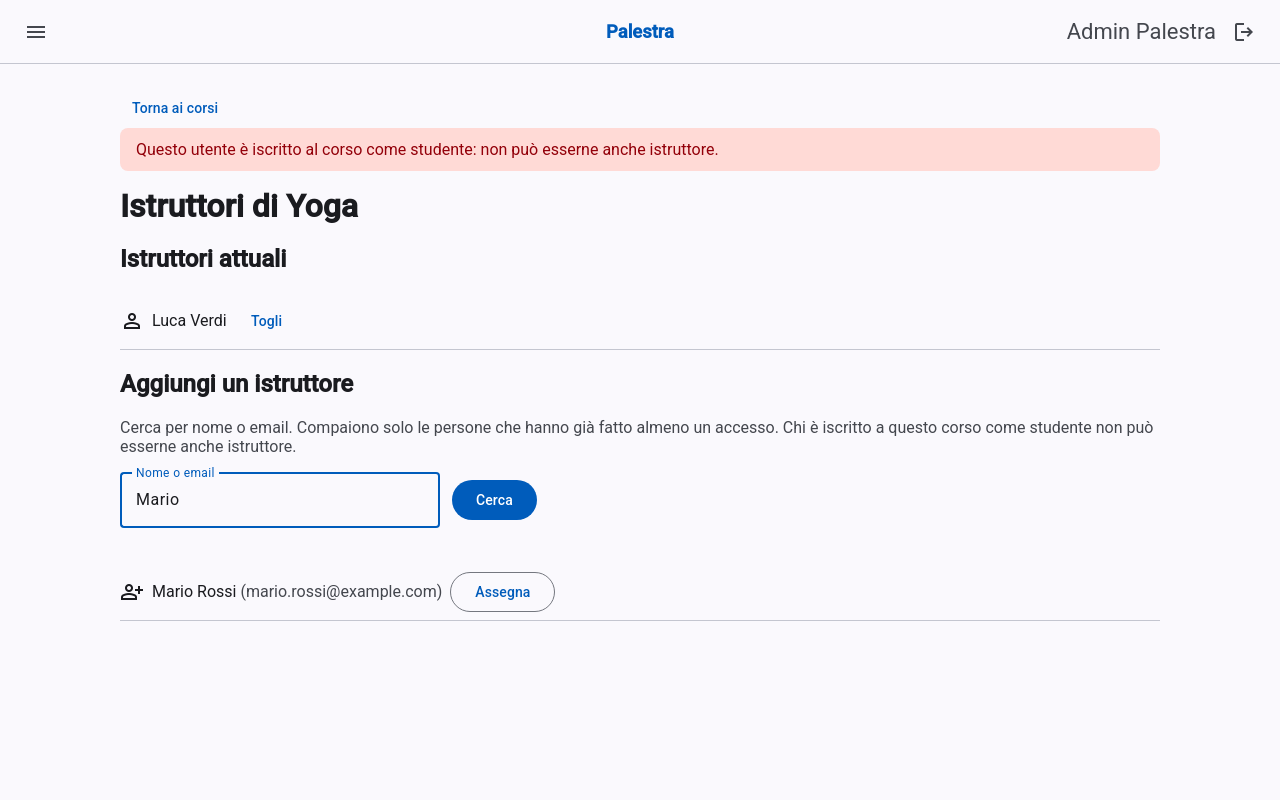 Palestra
Admin Palestra
Torna ai corsi
Questo utente è iscritto al corso come studente: non può esserne anche istruttore.
Istruttori di Yoga
Istruttori attuali
Luca Verdi Togli
Aggiungi un istruttore
Cerca per nome o email. Compaiono solo le persone che hanno già fatto almeno un accesso. Chi è iscritto a questo corso come studente non può
esserne anche istruttore.
Nome o email
Mario
Cerca
Mario Rossi (mario.rossi@example.com) Assegna